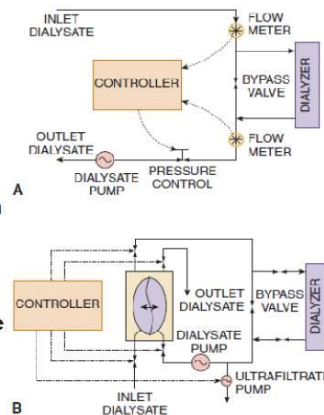 INLET
DIALYSATE
FLOW
METER
CONTROLLER
BYPASS
VALVE
DIALYZER
OUTLET
DIALYSATE
FLOW
METER
DIALYSATE
PUMP
PRESSURE
CONTROL
A
CONTROLLER
OUTLET
DIALYSATE
BYPASS
VALVE
DIALYZER
DIALYSATE
PUMP
ULTRAFILTRATE
PUMP
INLET
DIALYSATE
B